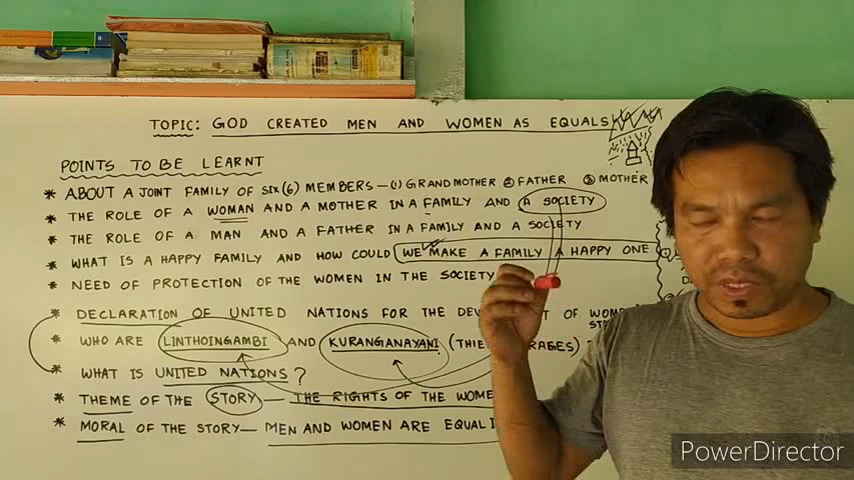 TOPIC: GOD CREATED MEN AND WOMEN AS EQUALS
POINTS TO BE LEARNT
* ABOUT A JOINT FAMILY OF SIX (6) MEMBERS — (1) GRANDMOTHER (2) FATHER (3) MOTHER
* THE ROLE OF A WOMAN AND A MOTHER IN A FAMILY AND A SOCIETY
* THE ROLE OF A MAN AND A FATHER IN A FAMILY AND A SOCIETY
* WHAT IS A HAPPY FAMILY AND HOW COULD WE MAKE A FAMILY A HAPPY ONE
* NEED OF PROTECTION OF THE WOMEN IN THE SOCIETY
* DECLARATION OF UNITED NATIONS FOR THE OF
* WHO ARE LINTHOINGAMBI AND KURANGANAYANI
* WHAT IS UNITED NATIONS?
* THEME OF THE STORY — THE RIGHTS OF THE
* MORAL OF THE STORY — MEN AND WOMEN ARE EQUAL
PowerDirector